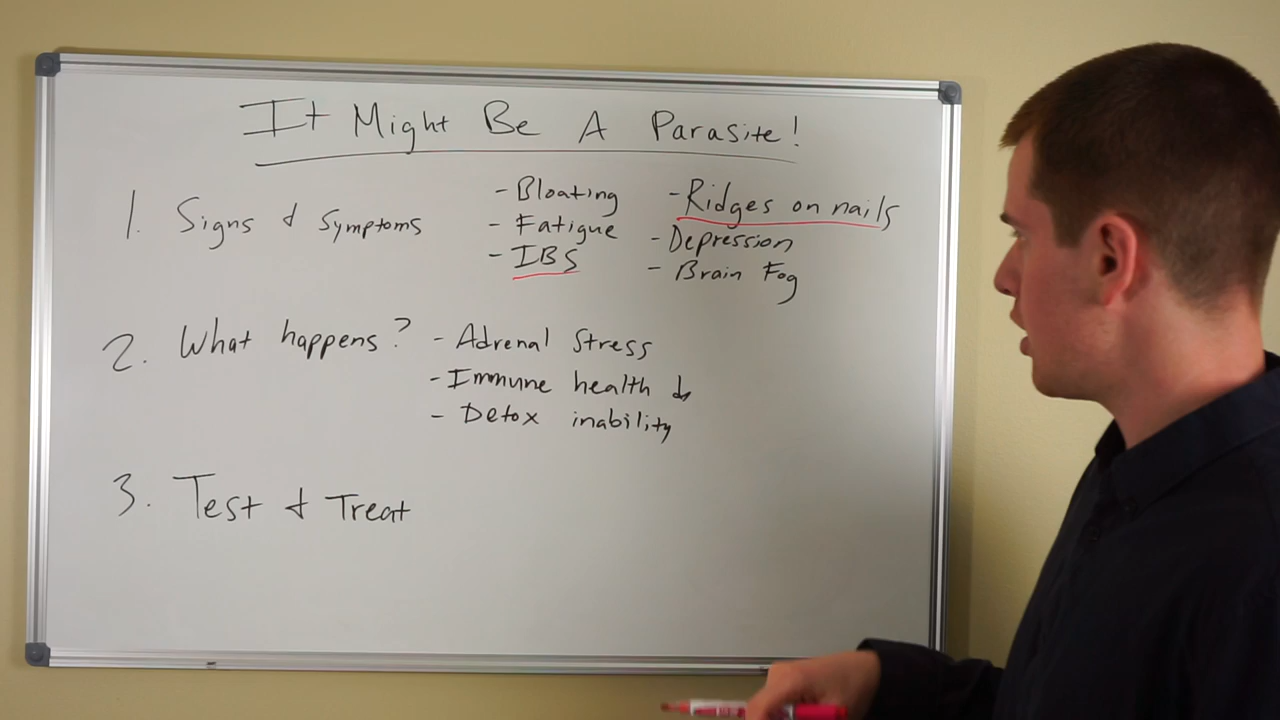 It Might Be A Parasite!
1. Signs & Symptoms
- Bloating
- Fatigue
- IBS
- Ridges on nails
- Depression
- Brain Fog
2. What happens?
- Adrenal Stress
- Immune health ↓
- Detox inability
3. Test & Treat